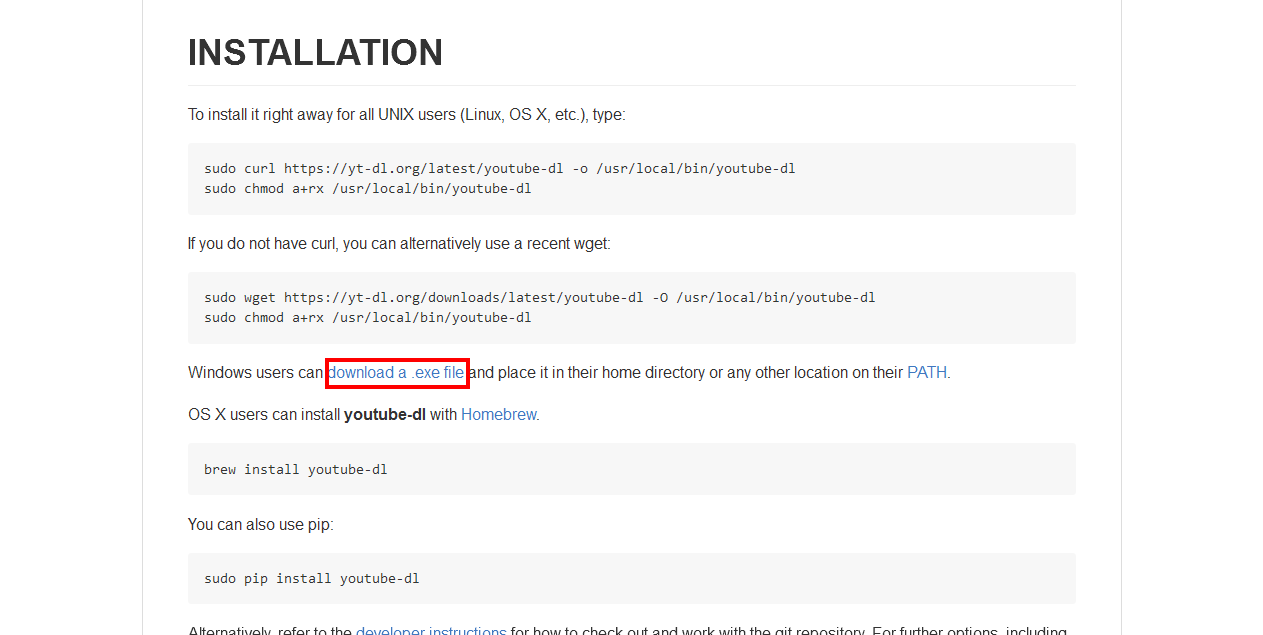 INSTALLATION
To install it right away for all UNIX users (Linux, OS X, etc.), type:
sudo curl https://yt-dl.org/latest/youtube-dl -o /usr/local/bin/youtube-dl
sudo chmod a+rx /usr/local/bin/youtube-dl
If you do not have curl, you can alternatively use a recent wget:
sudo wget https://yt-dl.org/downloads/latest/youtube-dl -O /usr/local/bin/youtube-dl
sudo chmod a+rx /usr/local/bin/youtube-dl
Windows users can download a .exe file and place it in their home directory or any other location on their PATH.
OS X users can install youtube-dl with Homebrew.
brew install youtube-dl
You can also use pip:
sudo pip install youtube-dl
Alternatively, refer to the developer instructions for how to check out and work with the git repository. For further options, including